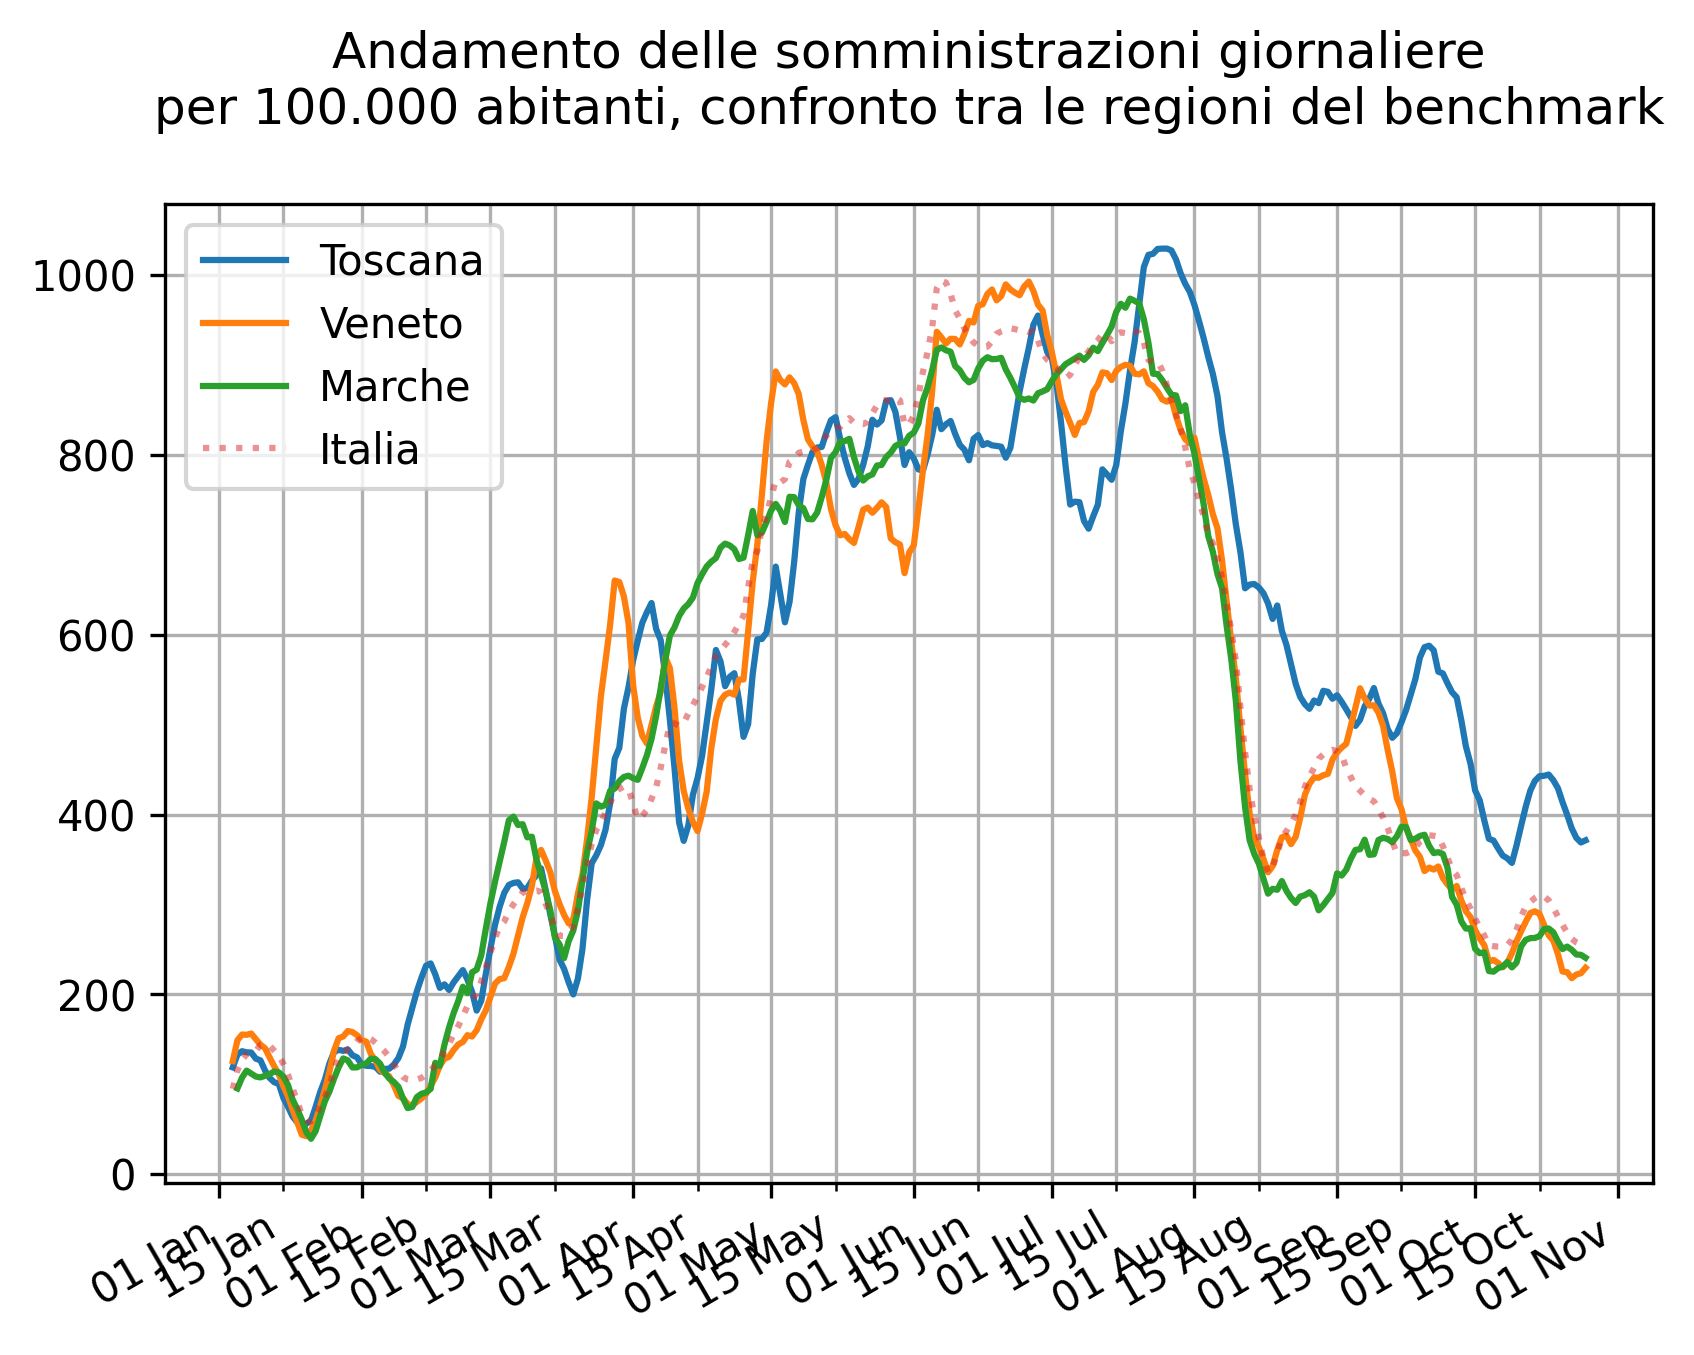 Andamento delle somministrazioni giornaliere
per 100.000 abitanti, confronto tra le regioni del benchmark
Toscana
Veneto
Marche
Italia
1000
800
600
400
200
0
01 Jan
15 Jan
01 Feb
15 Feb
01 Mar
15 Mar
01 Apr
15 Apr
01 May
15 May
01 Jun
15 Jun
01 Jul
15 Jul
01 Aug
15 Aug
01 Sep
15 Sep
01 Oct
15 Oct
01 Nov